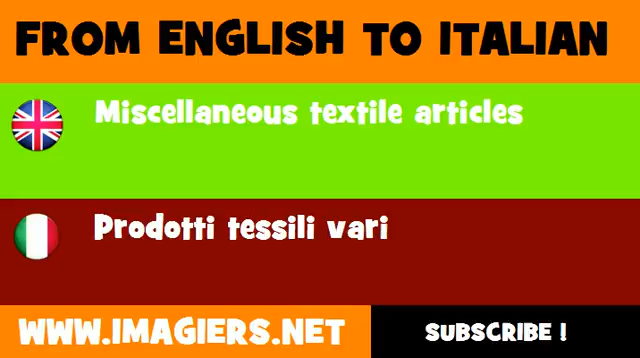 FROM ENGLISH TO ITALIAN
Miscellaneous textile articles
Prodotti tessili vari
WWW.IMAGIERS.NET
SUBSCRIBE !